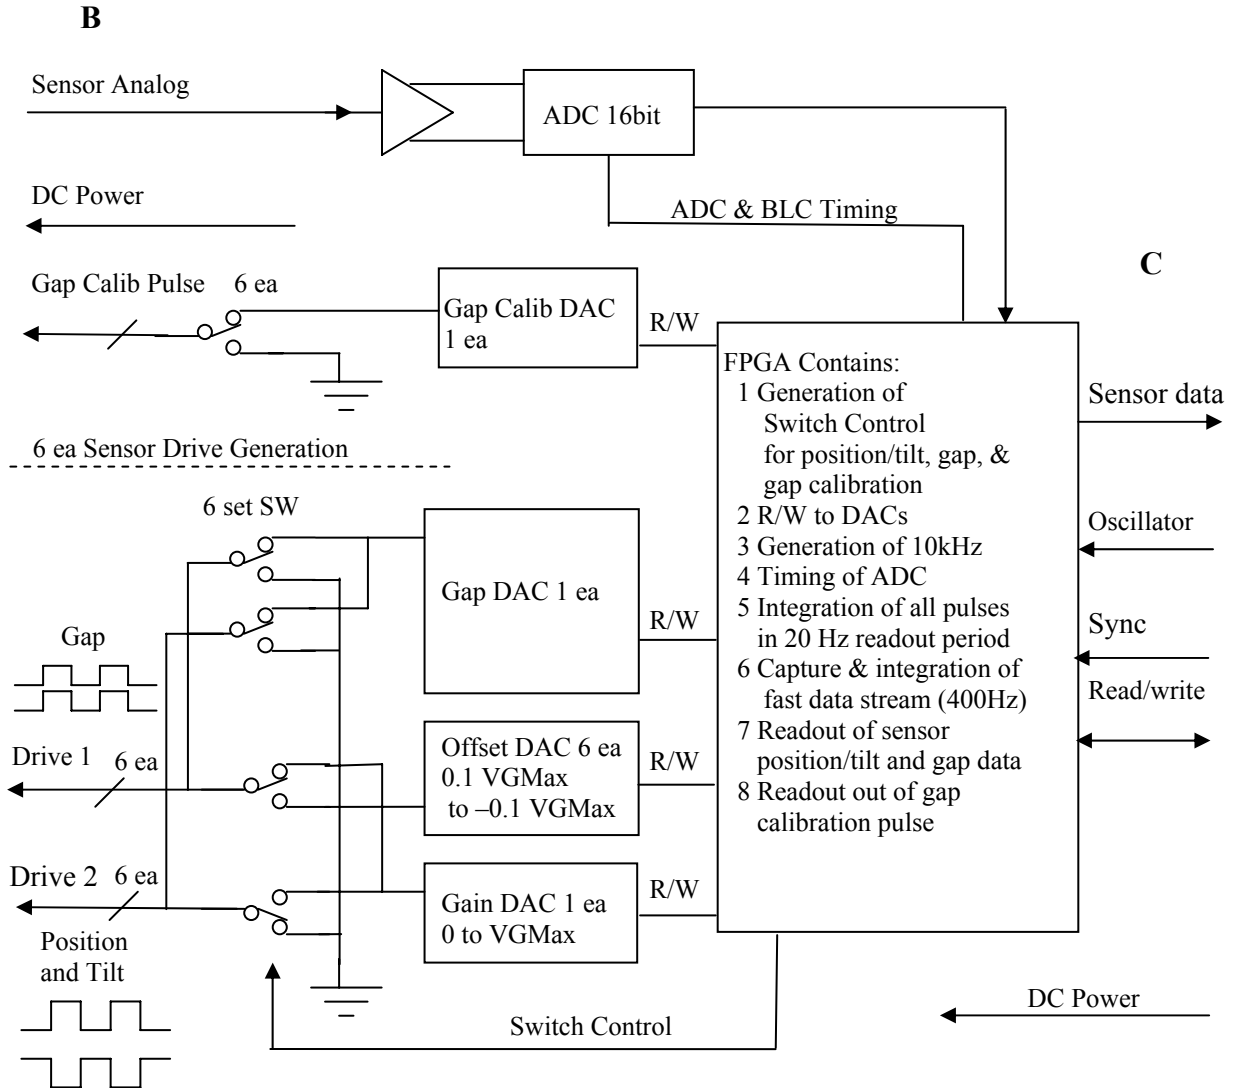 B
Sensor Analog
ADC 16bit
DC Power
ADC & BLC Timing
C
Gap Calib Pulse 6 ea
Gap Calib DAC
1 ea
R/W
FPGA Contains:
1 Generation of
Switch Control
for position/tilt, gap, &
gap calibration
2 R/W to DACs
3 Generation of 10kHz
4 Timing of ADC
5 Integration of all pulses
in 20 Hz readout period
6 Capture & integration of
fast data stream (400Hz)
7 Readout of sensor
position/tilt and gap data
8 Readout out of gap
calibration pulse
Sensor data
Oscillator
Sync
Read/write
6 ea Sensor Drive Generation
6 set SW
Gap DAC 1 ea
R/W
Gap
Drive 1 6 ea
Offset DAC 6 ea
0.1 VGMax
to –0.1 VGMax
R/W
Drive 2 6 ea
Gain DAC 1 ea
0 to VGMax
R/W
Position
and Tilt
Switch Control
DC Power